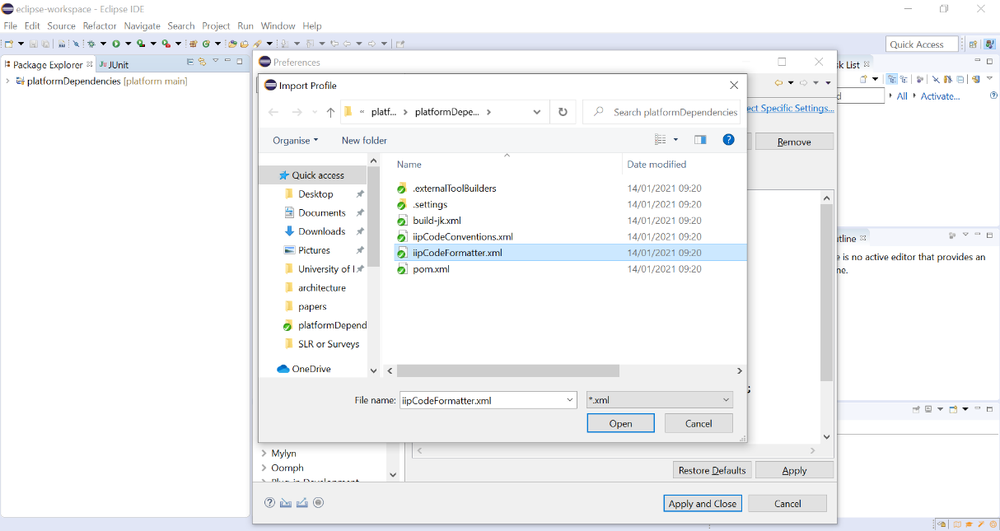 eclipse-workspace - Eclipse IDE
File Edit Source Refactor Navigate Search Project Run Window Help
Quick Access
Package Explorer JUnit
platformDependencies [platform main]
Preferences
Import Profile
« platf... > platformDepe... >
Search platformDependencies
Organise New folder
Name Date modified
Quick access
Desktop
Documents
Downloads
Pictures
University of
architecture
papers
platformDepend
SLR or Surveys
OneDrive
.externalToolBuilders 14/01/2021 09:20
.settings 14/01/2021 09:20
build-jk.xml 14/01/2021 09:20
iipCodeConventions.xml 14/01/2021 09:20
iipCodeFormatter.xml 14/01/2021 09:20
pom.xml 14/01/2021 09:20
File name: iipCodeFormatter.xml *.xml
Open Cancel
ect Specific Settings...
Remove
;
Mylyn
Oomph
Plug-in Development
Restore Defaults Apply
Apply and Close Cancel
sk List
d All Activate...
utline
e is no active editor that provides an
ne.